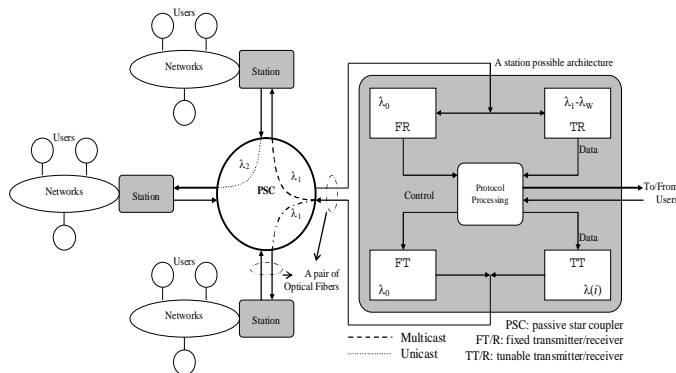 Users
Networks
Station
A station possible architecture
λ0
FR
λ1-λW
TR
Data
Users
Networks
Station
λ2
PSC
λ1
λ1
Control
Protocol
Processing
To/From
Users
Data
FT
λ0
TT
λ(i)
A pair of
Optical Fibers
Users
Networks
Station
Multicast
Unicast
PSC: passive star coupler
FT/R: fixed transmitter/receiver
TT/R: tunable transmitter/receiver